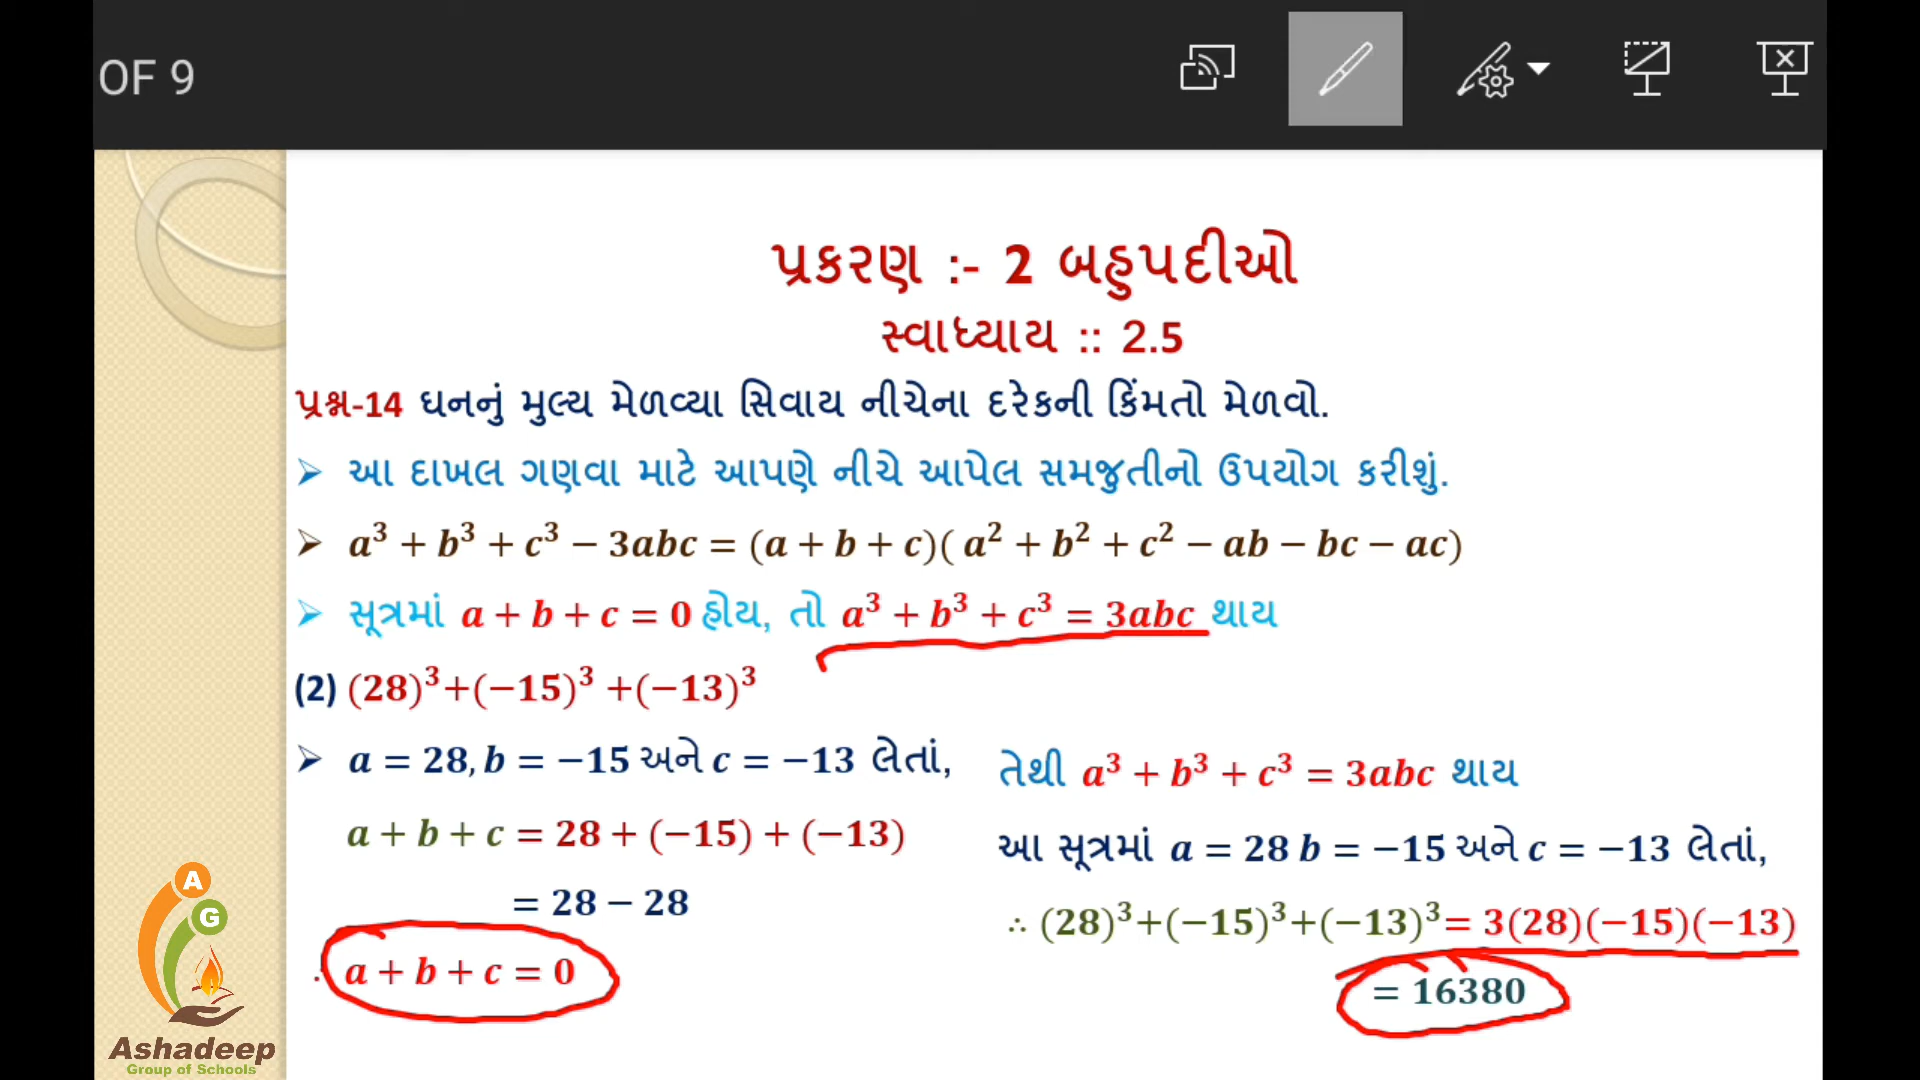 OF 9
પ્રકરણ :- 2 બહુપદીઓ
સ્વાધ્યાય :: 2.5
પ્રશ્ન-14 ઘનનું મુલ્ય મેળવ્યા સિવાય નીચેના દરેકની કિંમતો મેળવો.
➢ આ દાખલ ગણવા માટે આપણે નીચે આપેલ સમજુતીનો ઉપયોગ કરીશું.
➢ a³ + b³ + c³ − 3abc = (a + b + c)( a² + b² + c² − ab − bc − ac)
➢ સૂત્રમાં a + b + c = 0 હોય, તો a³ + b³ + c³ = 3abc થાય
(2) (28)³+(−15)³ +(−13)³
➢ a = 28, b = −15 અને c = −13 લેતાં,
a + b + c = 28 + (−15) + (−13)
= 28 − 28
∴ a + b + c = 0
તેથી a³ + b³ + c³ = 3abc થાય
આ સૂત્રમાં a = 28 b = −15 અને c = −13 લેતાં,
∴ (28)³+(−15)³+(−13)³= 3(28)(−15)(−13)
= 16380
A
G
Ashadeep
Group of Schools